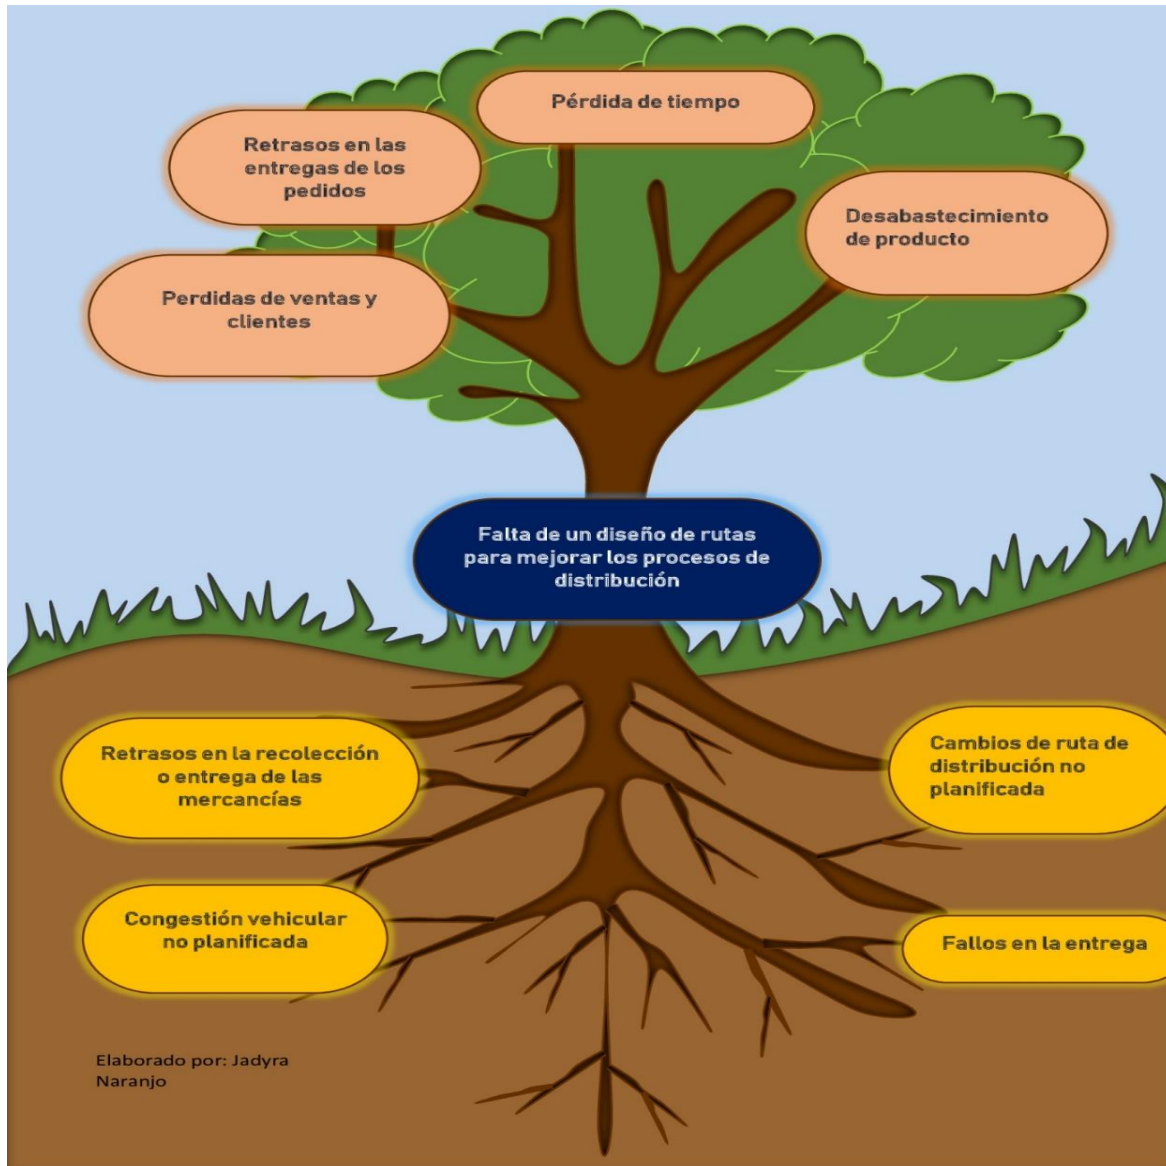 Pérdida de tiempo
Retrasos en las
entregas de los
pedidos
Desabastecimiento
de producto
Perdidas de ventas y
clientes
Falta de un diseño de rutas
para mejorar los procesos de
distribución
Retrasos en la recolección
o entrega de las
mercancías
Cambios de ruta de
distribución no
planificada
Congestión vehicular
no planificada
Fallos en la entrega
Elaborado por: Jadyra
Naranjo